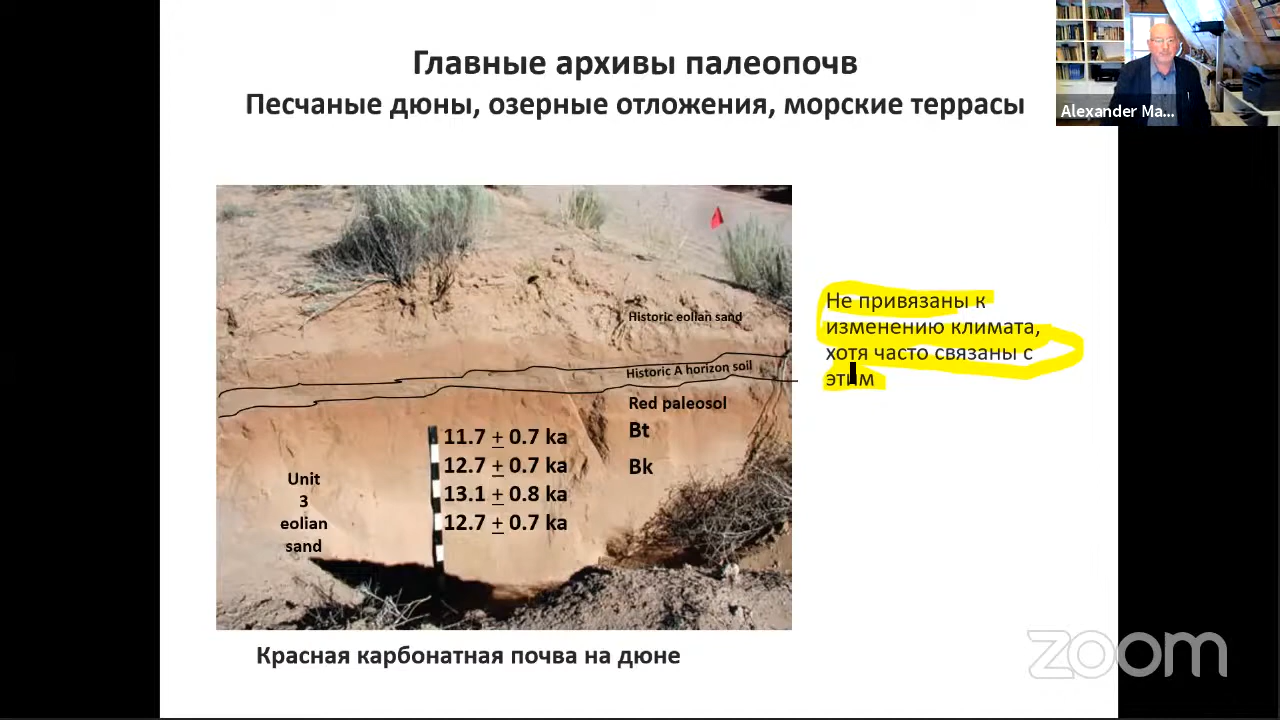 Главные архивы палеопочв
Песчаные дюны, озерные отложения, морские террасы
Alexander Ma...
Не привязаны к
изменению климата,
хотя часто связаны с
этим
Historic eolian sand
Historic A horizon soil
Red paleosol
Bt
Bk
11.7 ± 0.7 ka
12.7 ± 0.7 ka
13.1 ± 0.8 ka
12.7 ± 0.7 ka
Unit
3
eolian
sand
Красная карбонатная почва на дюне
zoom